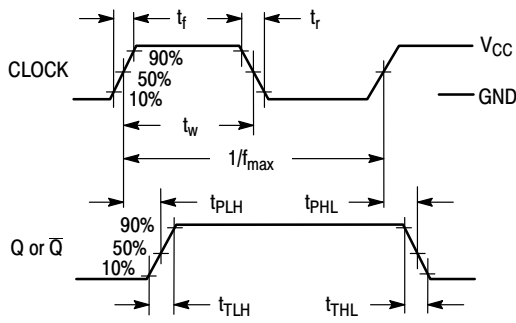 tf
tr
CLOCK
90%
50%
10%
VCC
GND
tw
1/fmax
tPLH
tPHL
Q or Q̅
90%
50%
10%
tTLH
tTHL